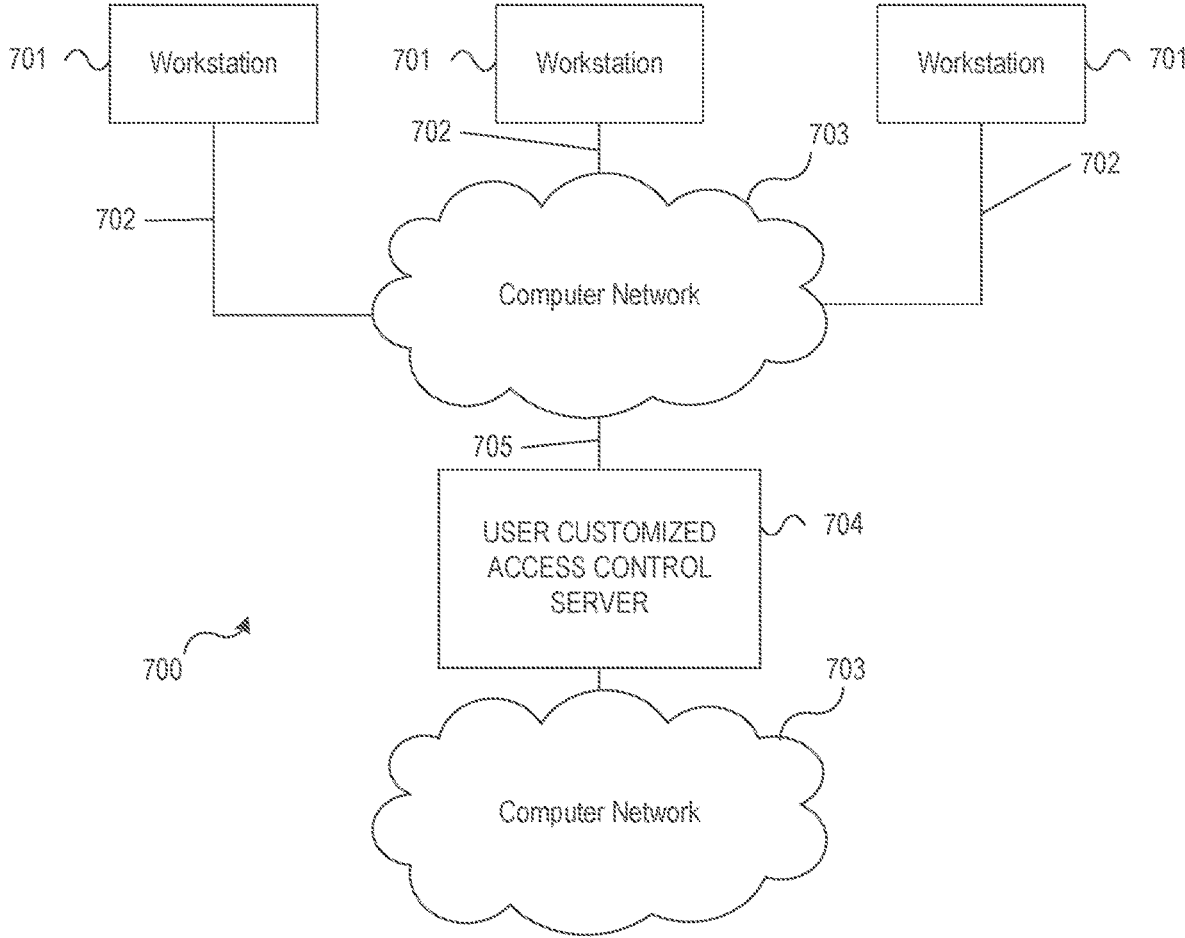 701
Workstation
701
Workstation
Workstation
701
702
703
702
702
Computer Network
705
USER CUSTOMIZED
ACCESS CONTROL
SERVER
704
700
703
Computer Network